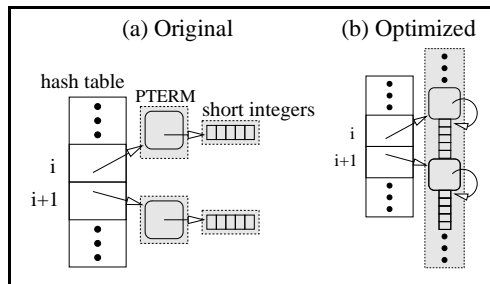 (a) Original
(b) Optimized
hash table
PTERM
short integers
i
i+1
i
i+1